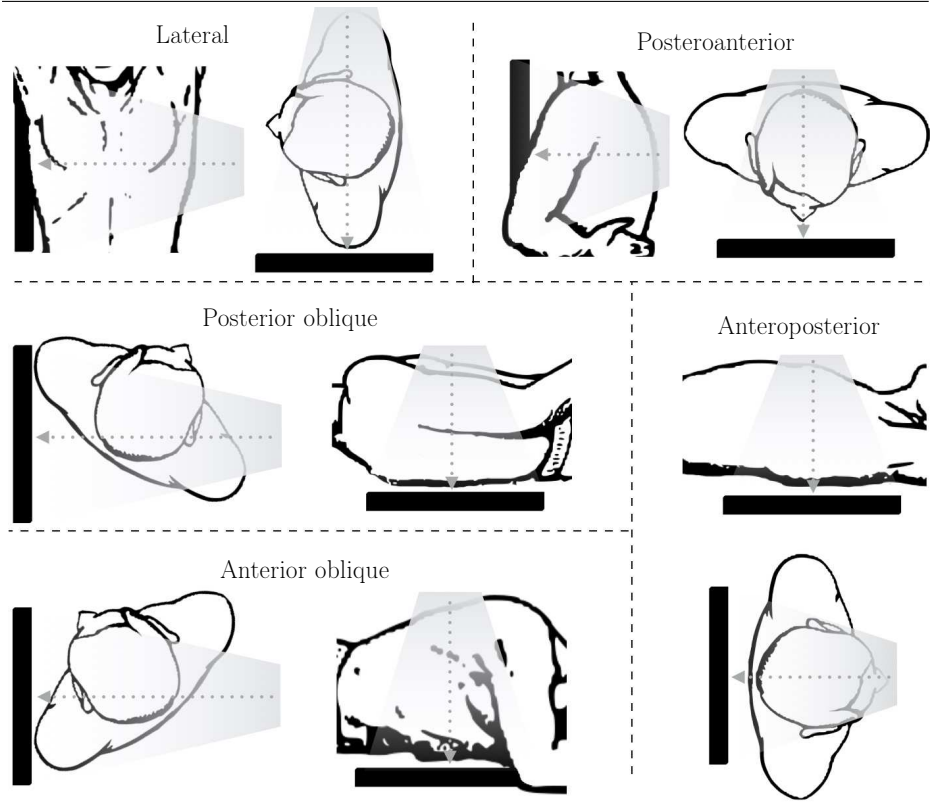 Lateral
Posteroanterior
Posterior oblique
Anteroposterior
Anterior oblique